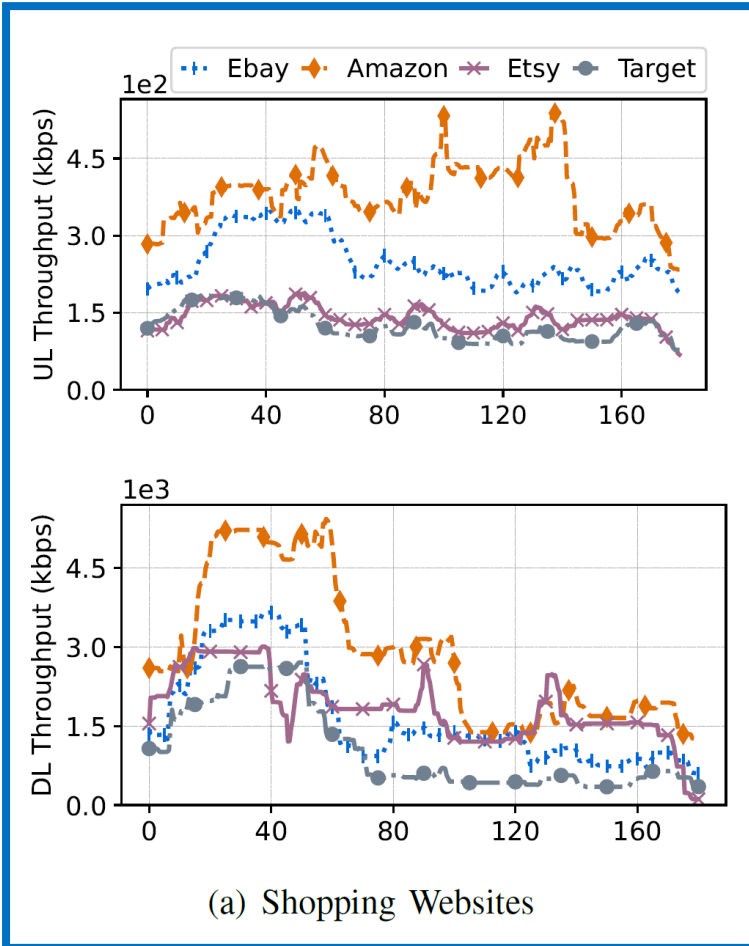 Ebay Amazon Etsy Target
1e2
UL Throughput (kbps)
4.5
3.0
1.5
0.0
0 40 80 120 160
1e3
DL Throughput (kbps)
4.5
3.0
1.5
0.0
0 40 80 120 160
(a) Shopping Websites